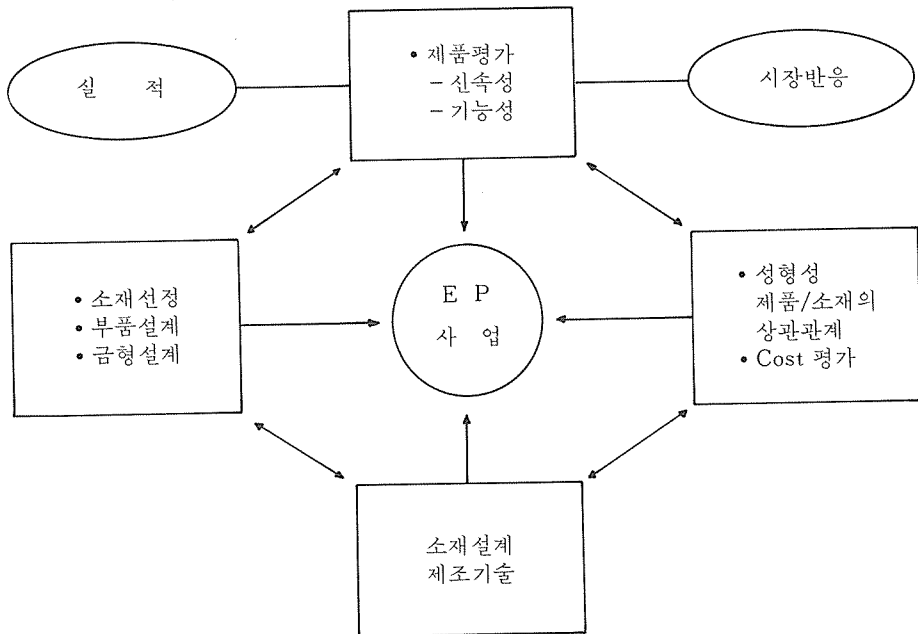 • 제품평가
– 신속성
– 기능성
실 적
시장반응
• 소재선정
• 부품설계
• 금형설계
E P
사 업
• 성형성
제품/소재의
상관관계
• Cost 평가
소재설계
제조기술